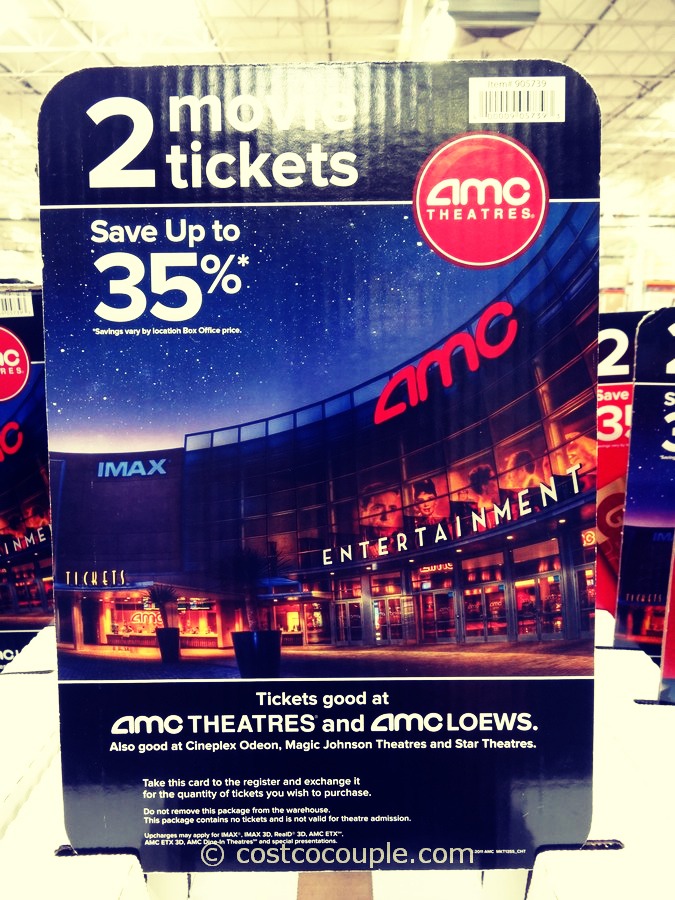 Item# 905739
2 movie
tickets
amc
THEATRES®
Save Up to
35%*
*Savings vary by location Box Office price.
amc
IMAX
ENTERTAINMENT
TICKETS
Tickets good at
amc THEATRES® and amc LOEWS.
Also good at Cineplex Odeon, Magic Johnson Theatres and Star Theatres.
Take this card to the register and exchange it
for the quantity of tickets you wish to purchase.
Do not remove this package from the warehouse.
This package contains no tickets and is not valid for theatre admission.
Upcharges may apply for IMAX®, IMAX 3D, RealD® 3D, AMC ETX™,
AMC ETX 3D, AMC Dine-In Theatres™ and special presentations.
© costcocouple.com